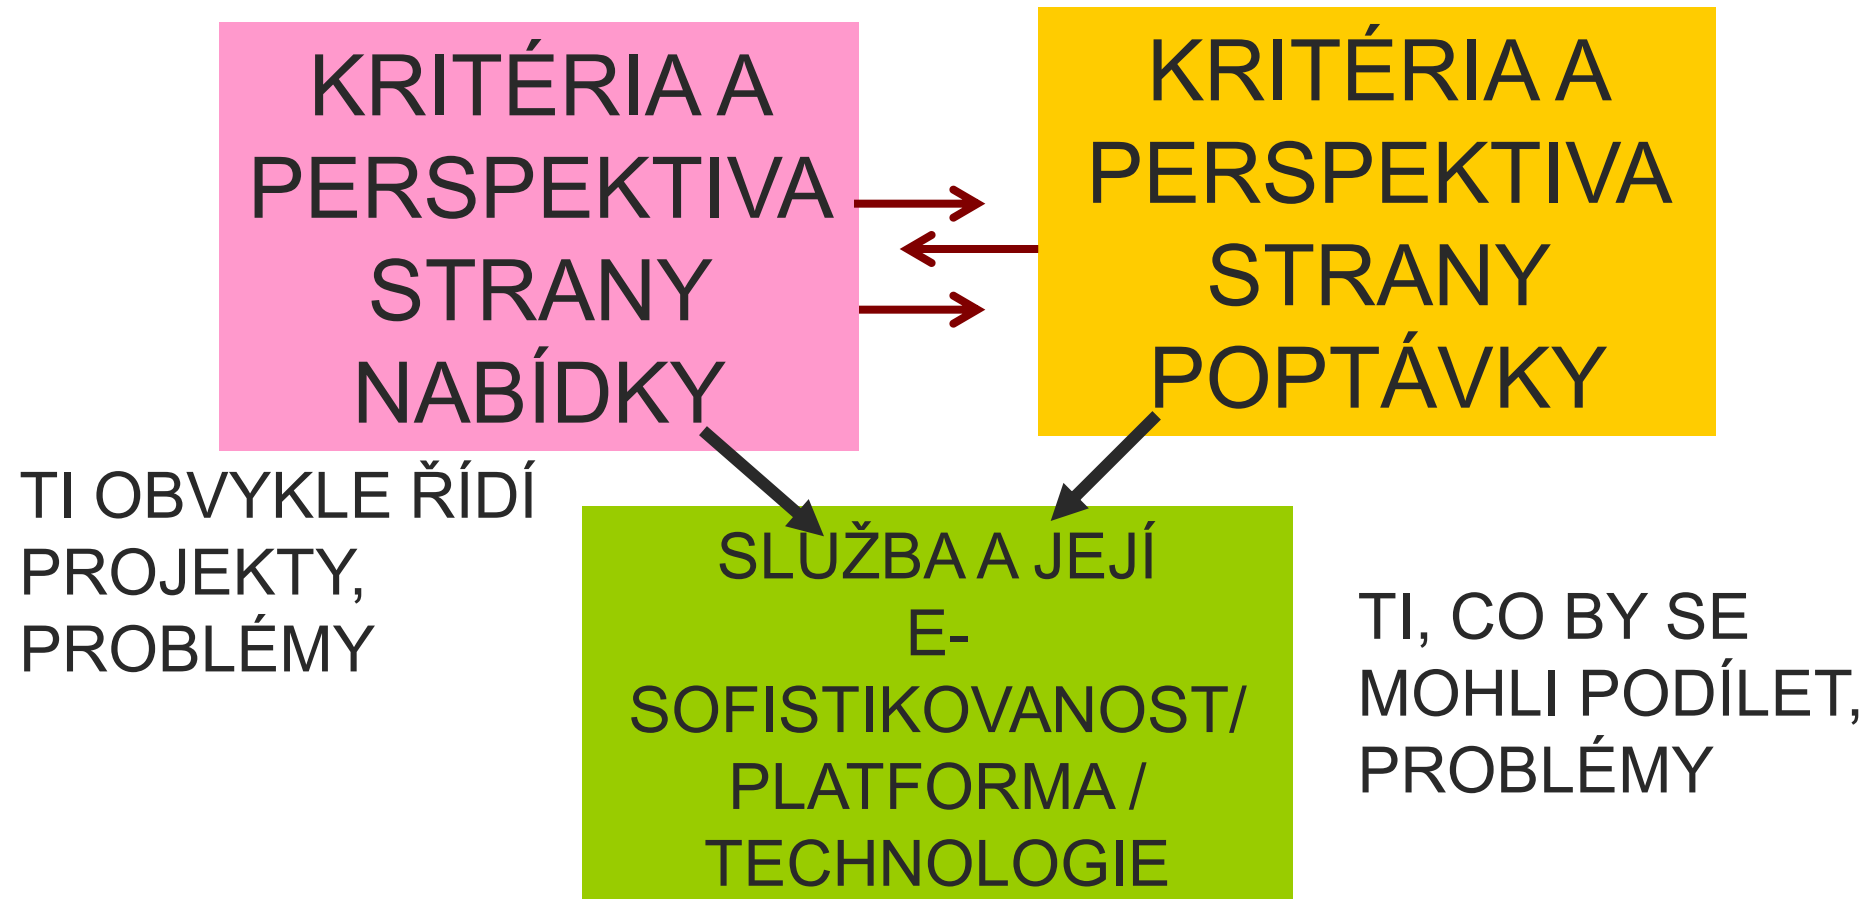 KRITÉRIA A
PERSPEKTIVA
STRANY
NABÍDKY
KRITÉRIA A
PERSPEKTIVA
STRANY
POPTÁVKY
TI OBVYKLE ŘÍDÍ
PROJEKTY,
PROBLÉMY
SLUŽBA A JEJÍ
E-
SOFISTIKOVANOST/
PLATFORMA /
TECHNOLOGIE
TI, CO BY SE
MOHLI PODÍLET,
PROBLÉMY